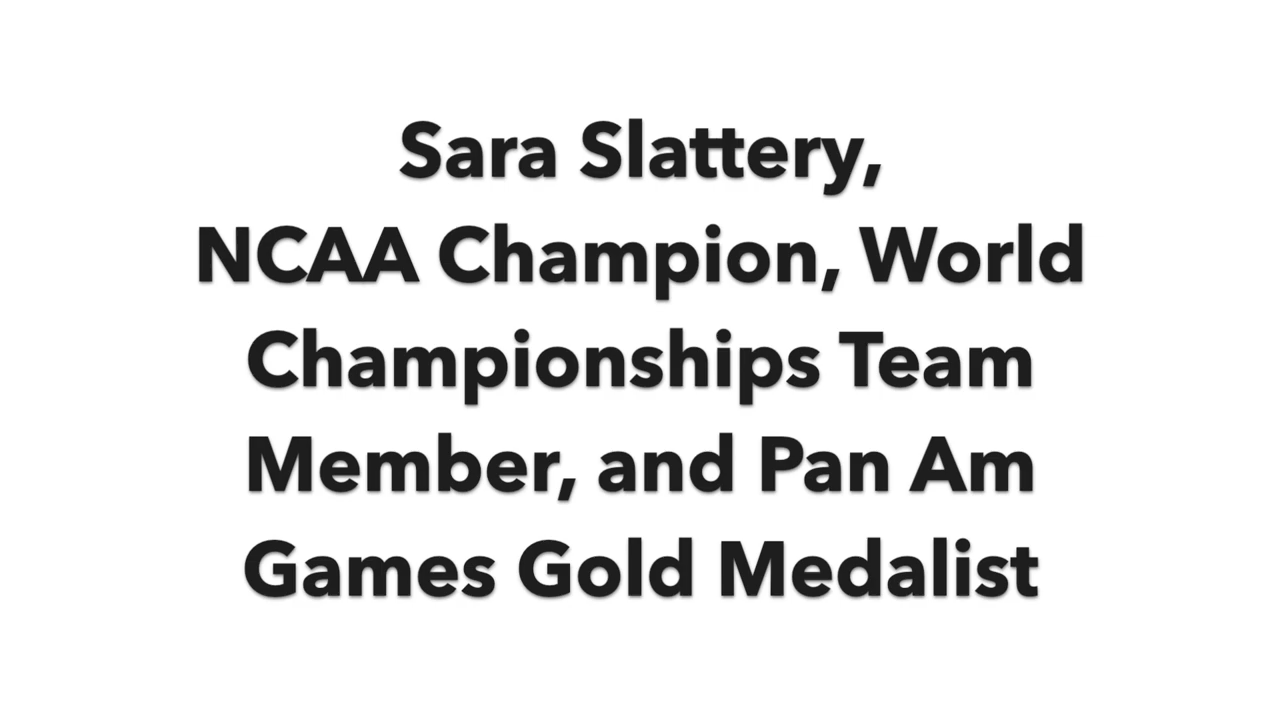 Sara Slattery,
NCAA Champion, World
Championships Team
Member, and Pan Am
Games Gold Medalist